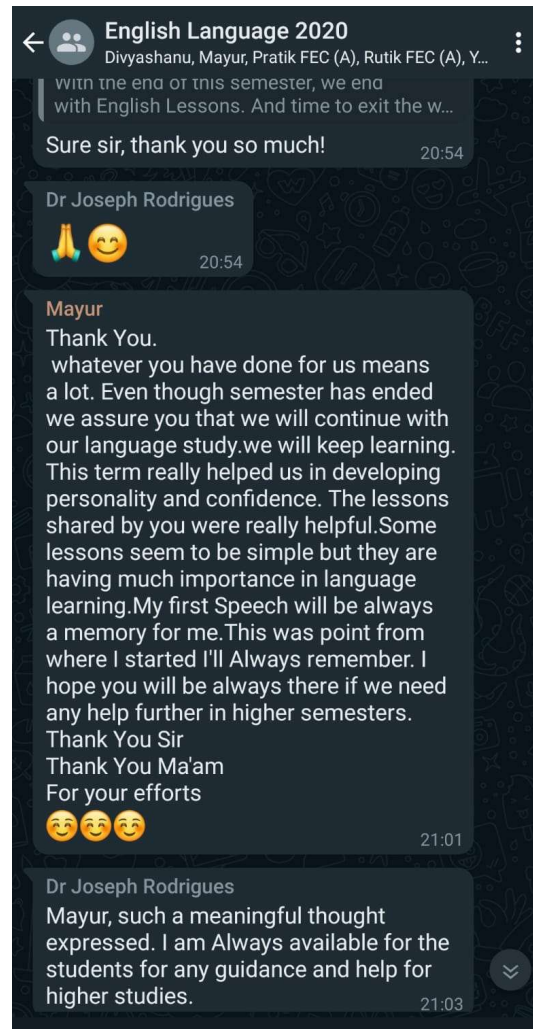 English Language 2020
Divyashanu, Mayur, Pratik FEC (A), Rutik FEC (A), Y...
With the end of this semester, we end
with English Lessons. And time to exit the w...
Sure sir, thank you so much!
20:54
Dr Joseph Rodrigues
🙏😊
20:54
Mayur
Thank You.
whatever you have done for us means
a lot. Even though semester has ended
we assure you that we will continue with
our language study.we will keep learning.
This term really helped us in developing
personality and confidence. The lessons
shared by you were really helpful.Some
lessons seem to be simple but they are
having much importance in language
learning.My first Speech will be always
a memory for me.This was point from
where I started I'll Always remember. I
hope you will be always there if we need
any help further in higher semesters.
Thank You Sir
Thank You Ma'am
For your efforts
☺️☺️☺️
21:01
Dr Joseph Rodrigues
Mayur, such a meaningful thought
expressed. I am Always available for the
students for any guidance and help for
higher studies.
21:03